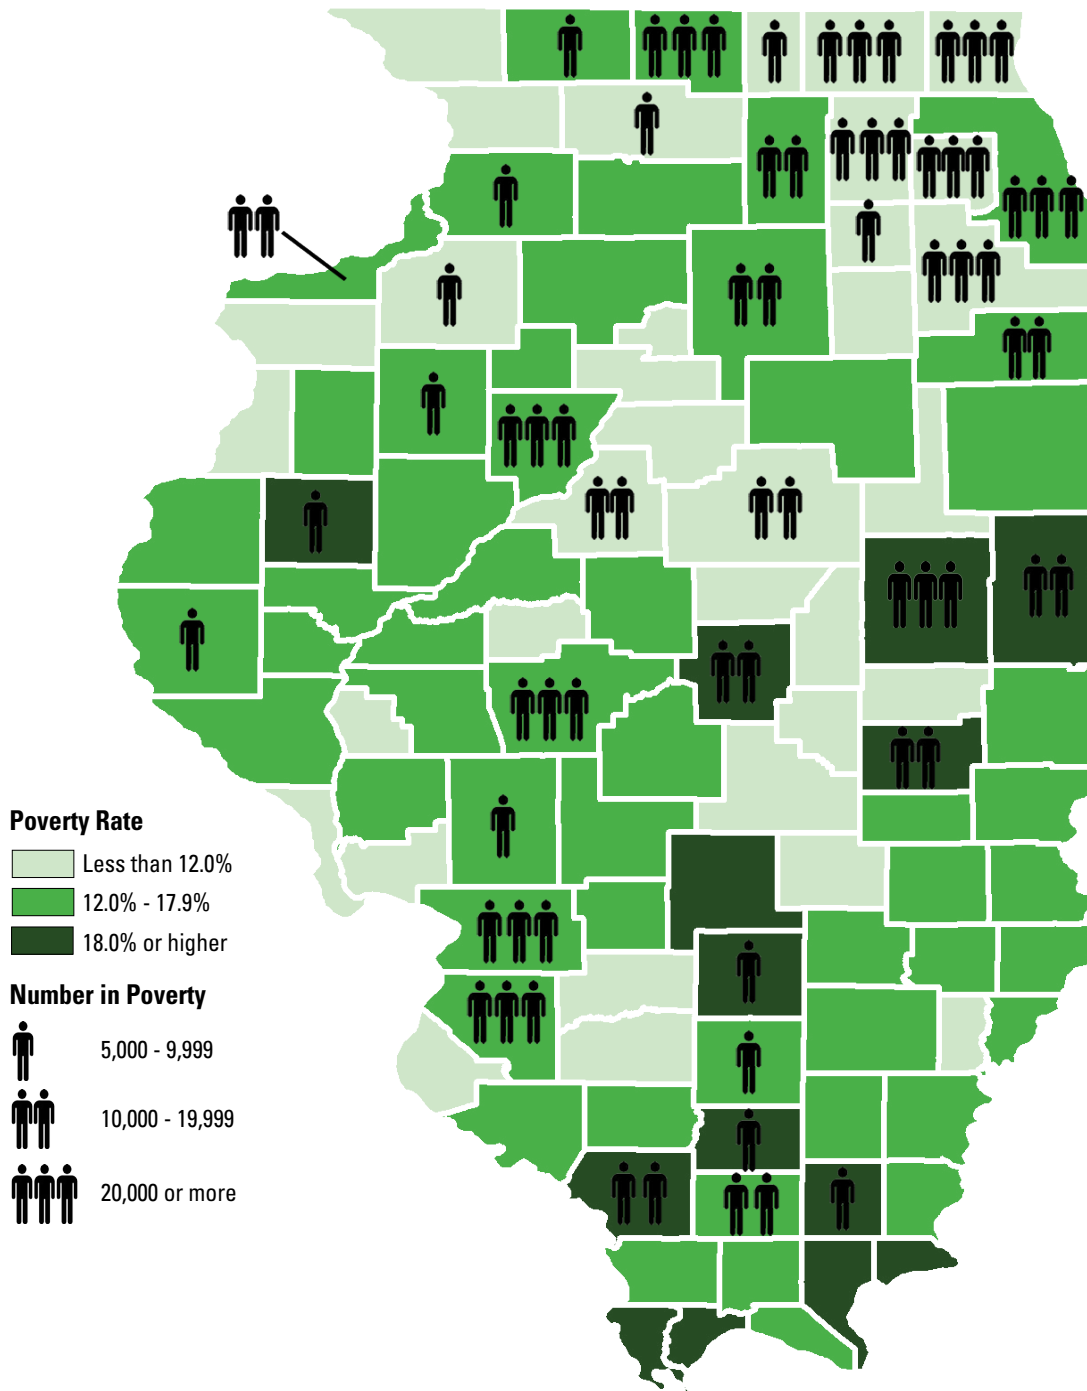 Poverty Rate
Less than 12.0%
12.0% - 17.9%
18.0% or higher
Number in Poverty
5,000 - 9,999
10,000 - 19,999
20,000 or more